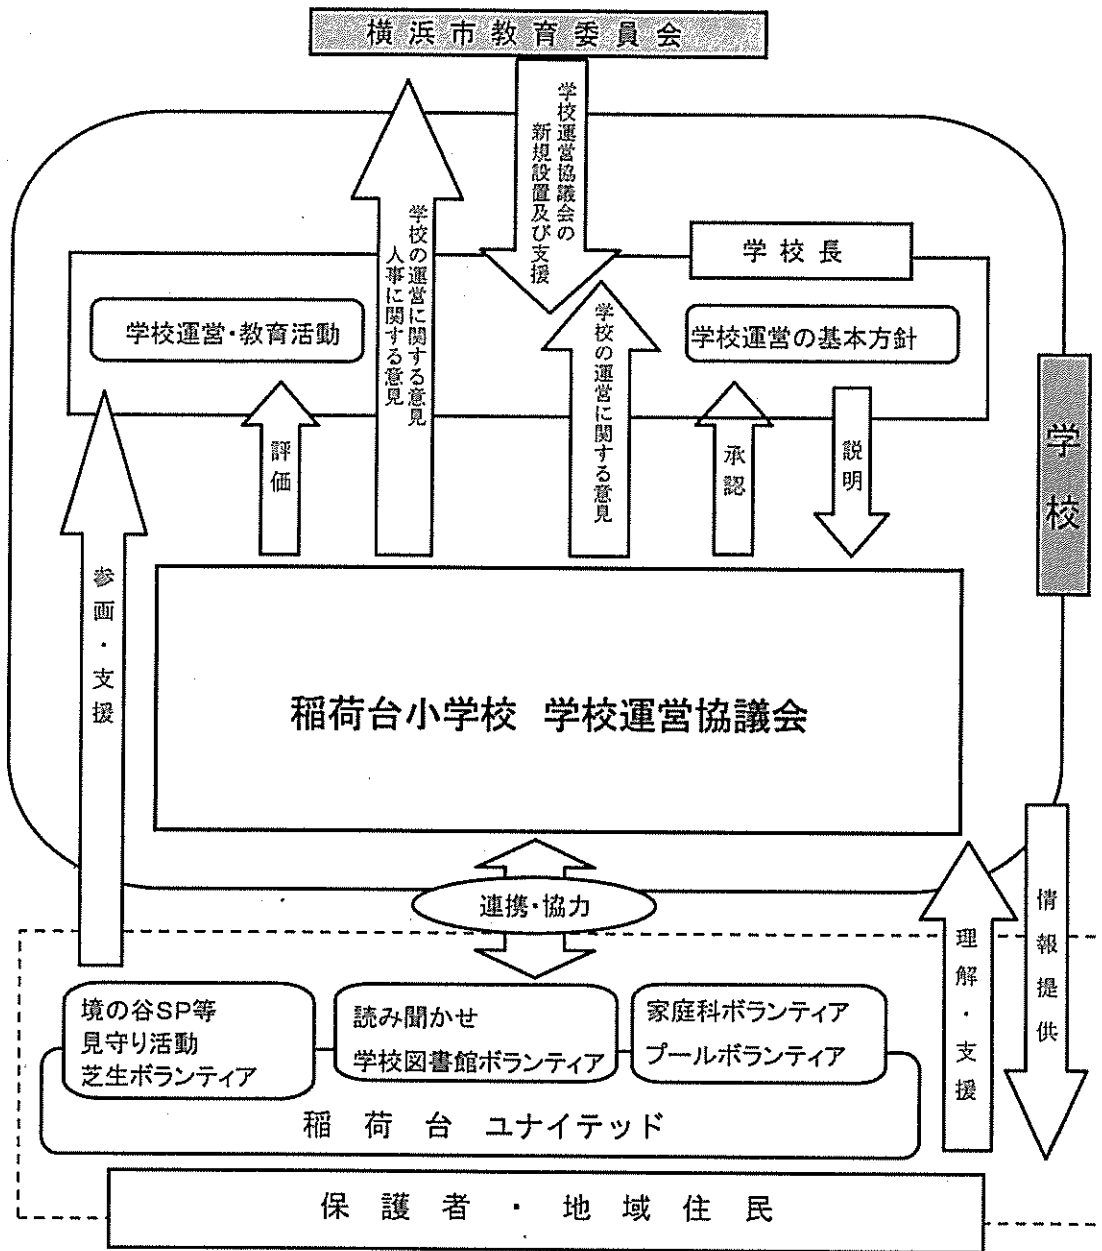 横浜市教育委員会
学校運営協議会の
新規設置及び支援
学校の運営に関する意見
人事に関する意見
学校長
学校運営・教育活動
学校運営の基本方針
学校の運営に関する意見
評価
承認
説明
学校
参画・支援
稲荷台小学校 学校運営協議会
連携・協力
理解・支援
情報提供
境の谷SP等
見守り活動
芝生ボランティア
読み聞かせ
学校図書館ボランティア
家庭科ボランティア
プールボランティア
稲荷台 ユナイテッド
保護者・地域住民